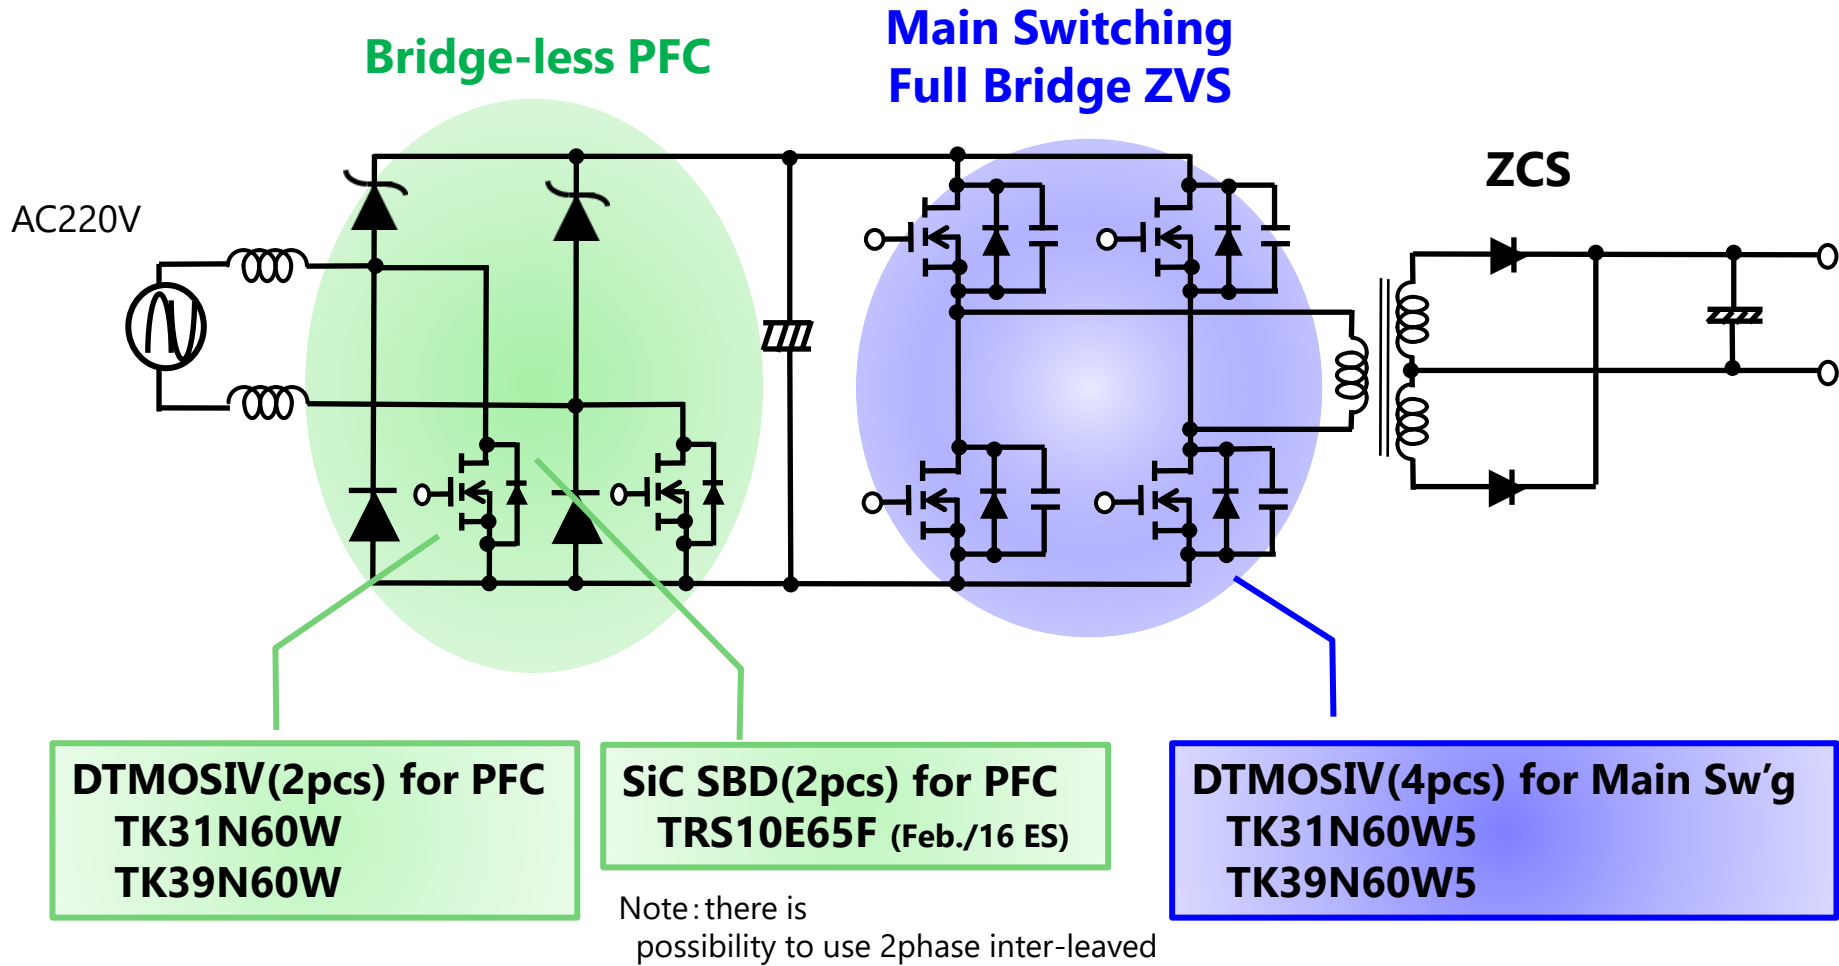 Bridge-less PFC
Main Switching
Full Bridge ZVS
ZCS
AC220V
DTMOSIV(2pcs) for PFC
TK31N60W
TK39N60W
SiC SBD(2pcs) for PFC
TRS10E65F (Feb./16 ES)
Note:there is
possibility to use 2phase inter-leaved
DTMOSIV(4pcs) for Main Sw’g
TK31N60W5
TK39N60W5